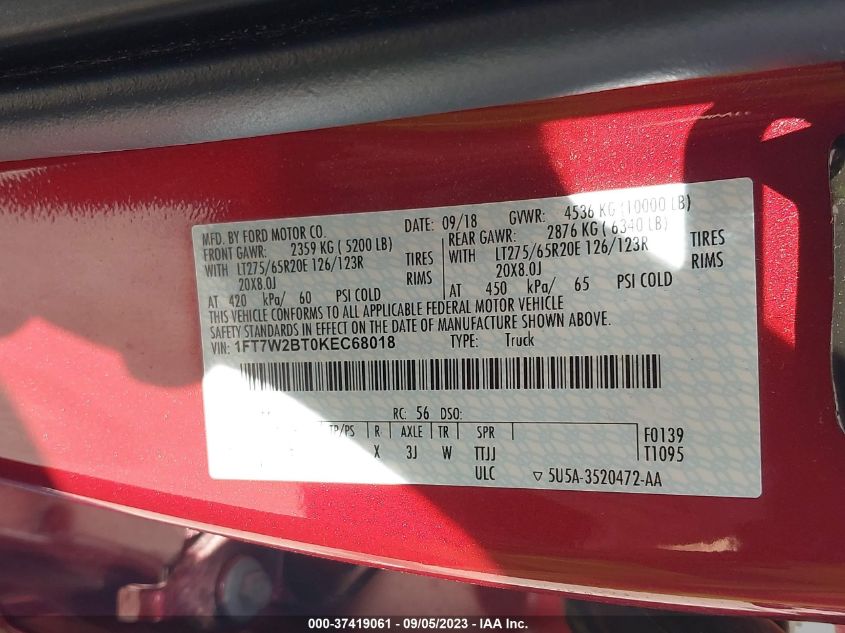 MFD. BY FORD MOTOR CO. DATE: 09/18 GVWR: 4536 KG (10000 LB)
FRONT GAWR: 2359 KG ( 5200 LB) REAR GAWR: 2876 KG ( 6340 LB)
WITH LT275/65R20E 126/123R TIRES WITH LT275/65R20E 126/123R TIRES
20X8.0J RIMS 20X8.0J RIMS
AT 420 kPa/ 60 PSI COLD AT 450 kPa/ 65 PSI COLD
THIS VEHICLE CONFORMS TO ALL APPLICABLE FEDERAL MOTOR VEHICLE
SAFETY STANDARDS IN EFFECT ON THE DATE OF MANUFACTURE SHOWN ABOVE.
VIN: 1FT7W2BT0KEC68018 TYPE: Truck
RC: 56 DSO:
TP/PS R AXLE TR SPR F0139
X 3J W TTJJ T1095
ULC ▽ 5U5A-3520472-AA
000-37419061 - 09/05/2023 - IAA Inc.